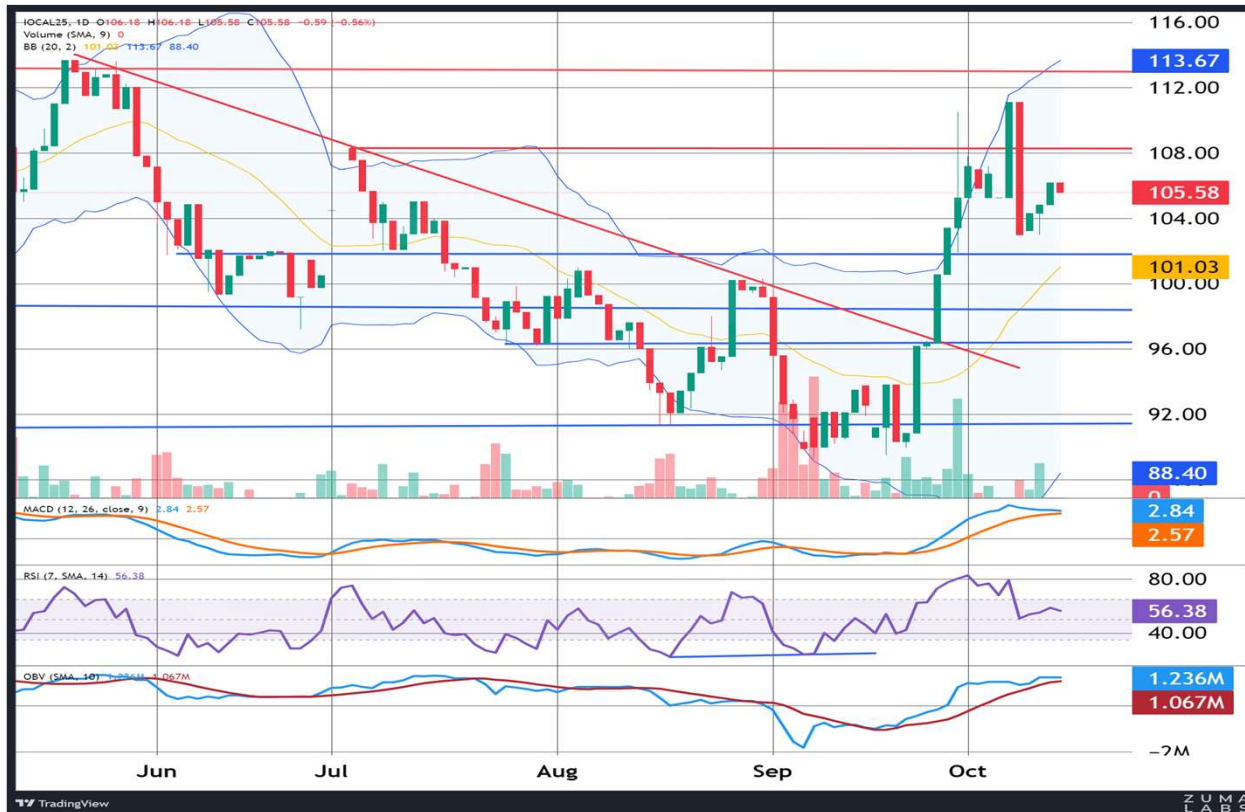 IOCAL25, 1D O106.18 H106.18 L105.58 C105.58 -0.59 (-0.56%)
Volume (SMA, 9) 0
BB (20, 2) 101.03 113.67 88.40
116.00
113.67
112.00
108.00
105.58
104.00
101.03
100.00
96.00
92.00
88.40
0
MACD (12, 26, close, 9) 2.84 2.57
2.84
2.57
RSI (7, SMA, 14) 56.38
80.00
56.38
40.00
OBV (SMA, 10) 1.236M 1.067M
1.236M
1.067M
−2M
Jun Jul Aug Sep Oct
TradingView
ZUMA
LABS